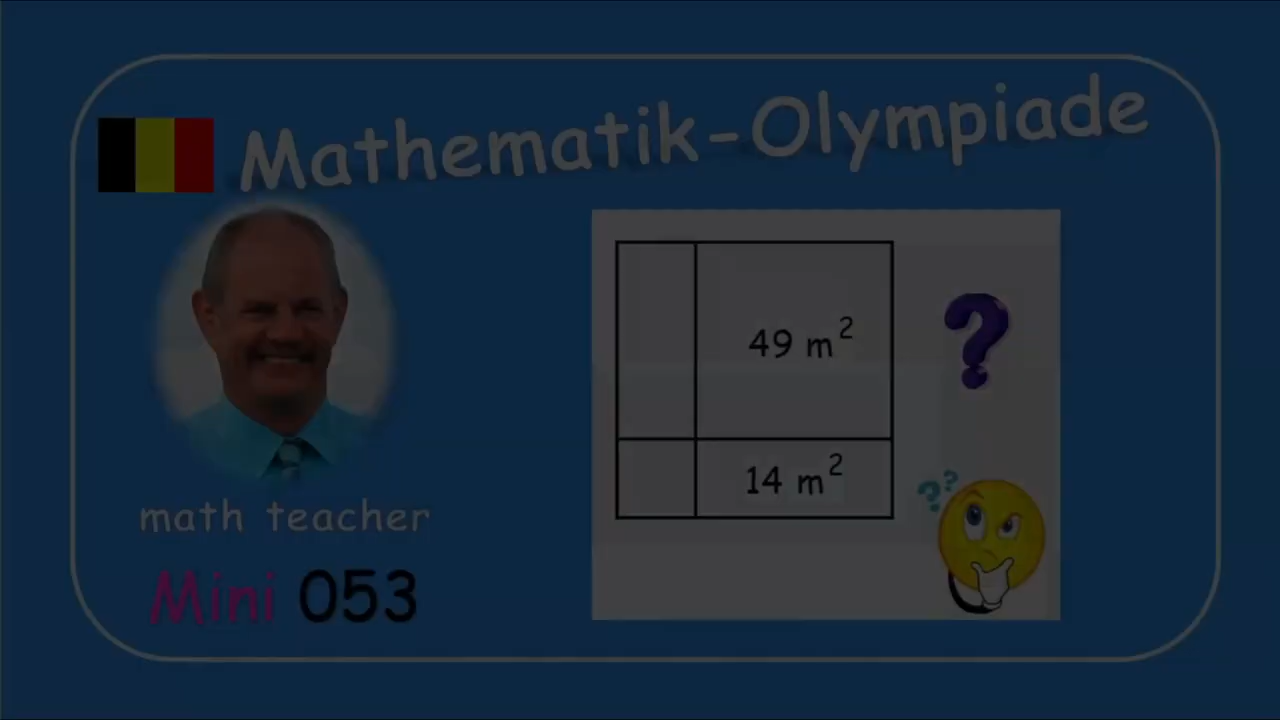 Mathematik-Olympiade
49 m²
14 m²
?
??
math teacher
Mini 053